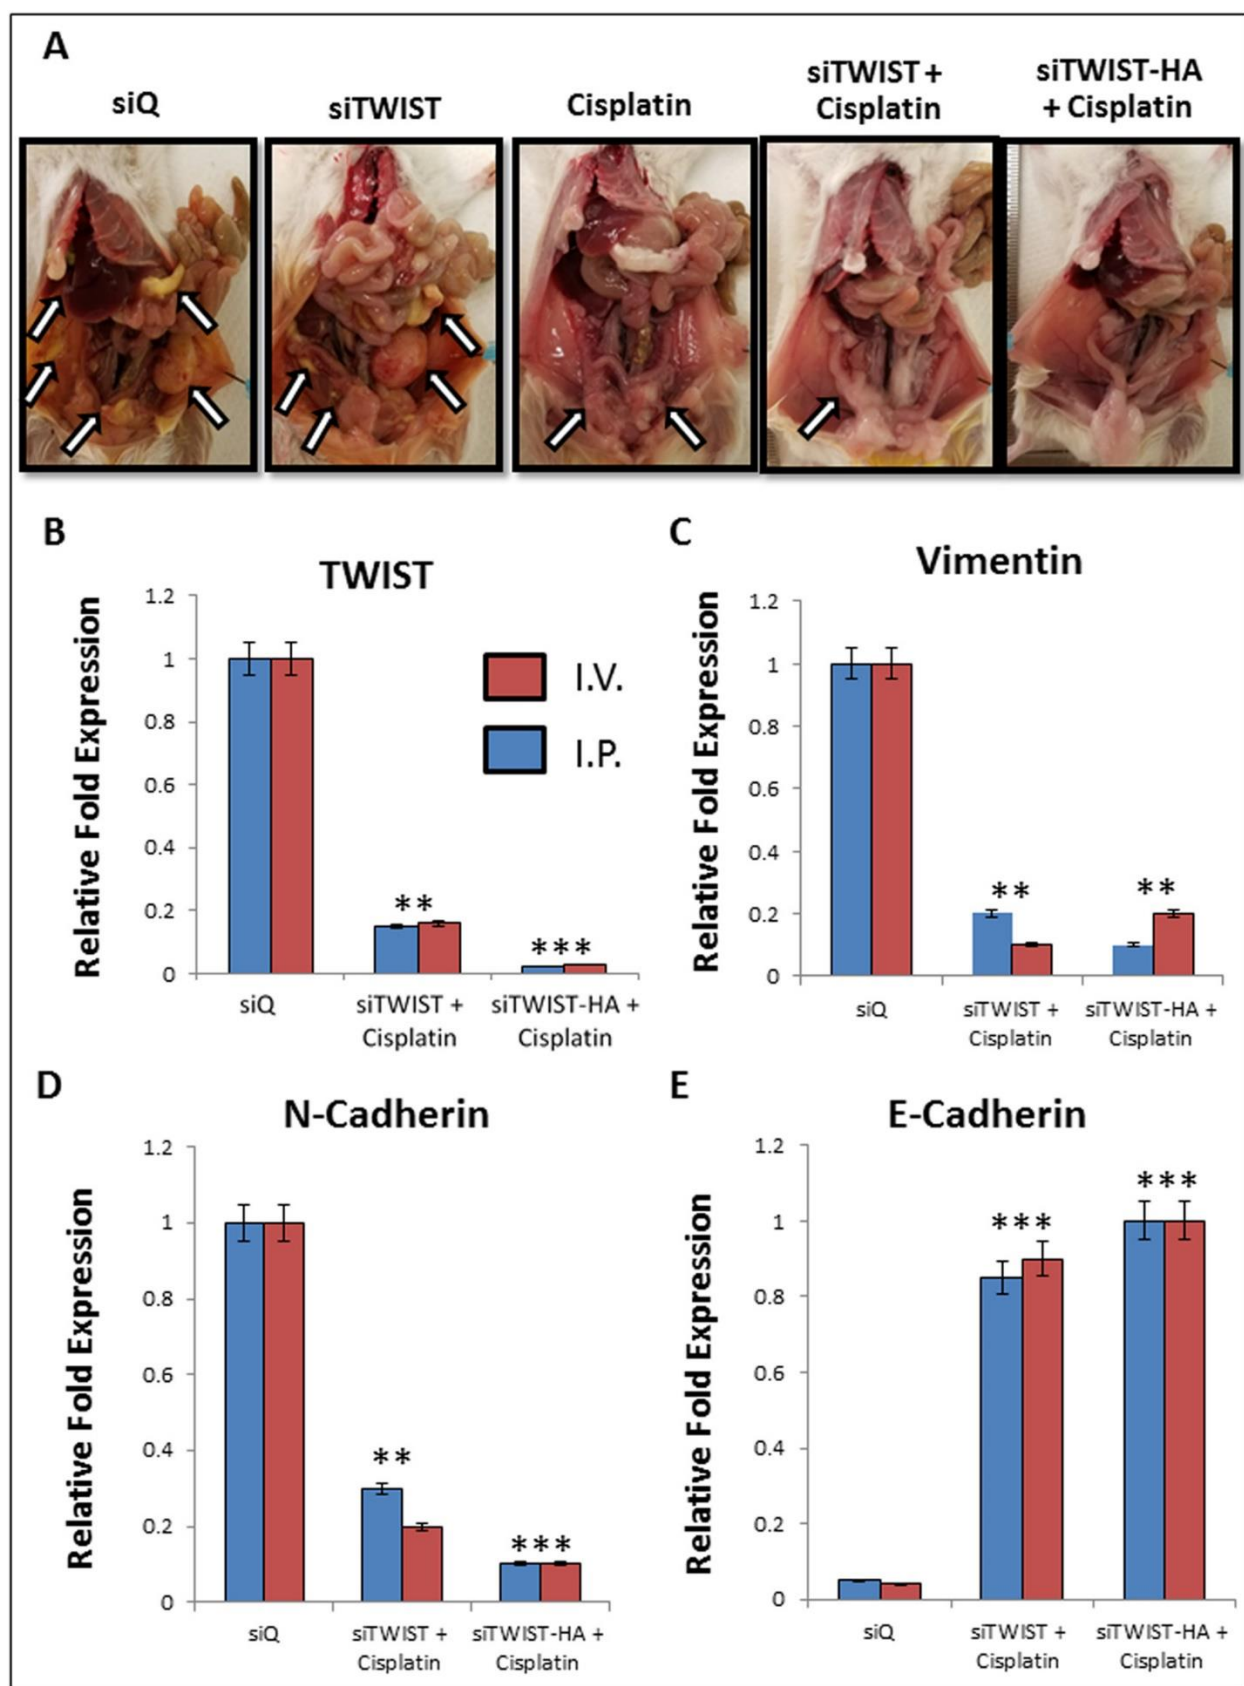 A
siQ
siTWIST
Cisplatin
siTWIST +
Cisplatin
siTWIST-HA
+ Cisplatin
B
TWIST
Relative Fold Expression
1.2
1
0.8
0.6
0.4
0.2
0
I.V.
I.P.
**
***
siQ
siTWIST +
Cisplatin
siTWIST-HA +
Cisplatin
C
Vimentin
Relative Fold Expression
1.2
1
0.8
0.6
0.4
0.2
0
**
**
siQ
siTWIST +
Cisplatin
siTWIST-HA +
Cisplatin
D
N-Cadherin
Relative Fold Expression
1.2
1
0.8
0.6
0.4
0.2
0
**
***
siQ
siTWIST +
Cisplatin
siTWIST-HA +
Cisplatin
E
E-Cadherin
Relative Fold Expression
1.2
1
0.8
0.6
0.4
0.2
0
***
***
siQ
siTWIST +
Cisplatin
siTWIST-HA +
Cisplatin